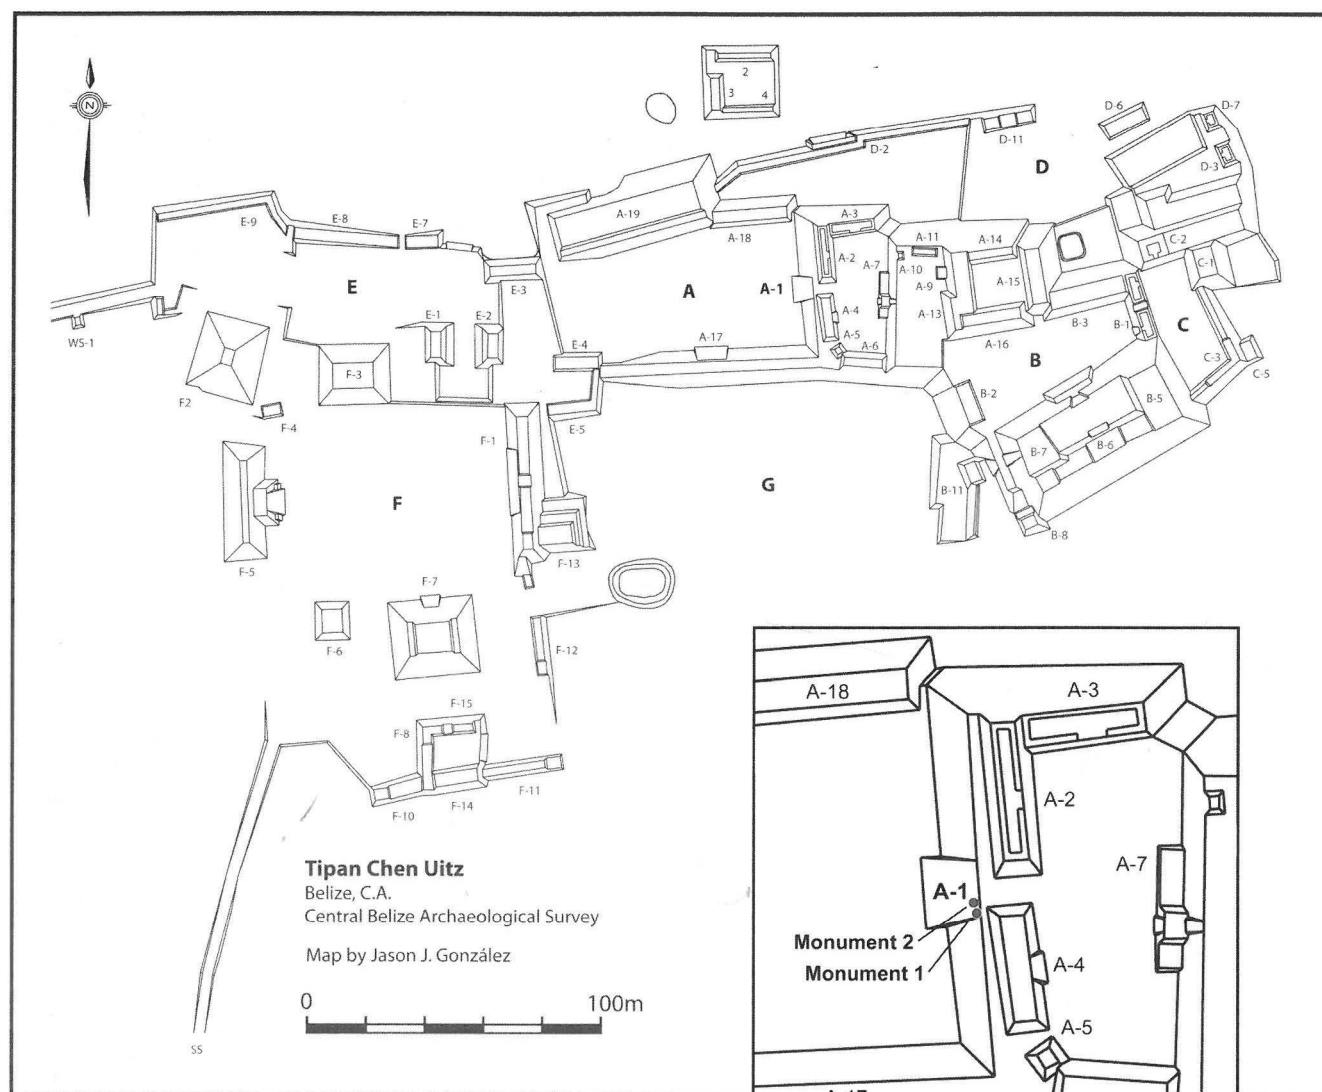 N
2
3
4
D-6
D-7
D-11
D-2
D
D-3
E-9
E-8
E-7
A-19
A-18
A-3
A-11
A-14
C-2
C-1
E
E-3
A
A-1
A-2
A-7
A-10
A-9
A-15
A-4
A-13
B-3
B-1
C
WS-1
E-1
E-2
A-17
A-5
A-6
A-16
E-4
B
C-3
C-5
F2
F-3
F-4
B-2
B-5
F-1
E-5
B-7
B-6
F
G
B-11
B-8
F-5
F-13
F-7
F-6
F-12
F-15
F-8
F-11
F-10
F-14
SS
Tipan Chen Uitz
Belize, C.A.
Central Belize Archaeological Survey
Map by Jason J. González
0
100m
A-18
A-3
A-2
A-7
A-1
Monument 2
Monument 1
A-4
A-5
A-17